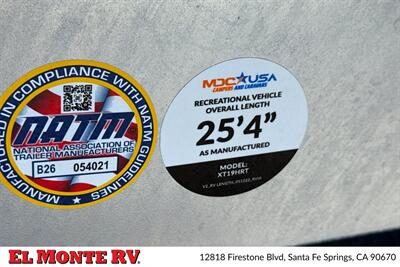 MANUFACTURED IN COMPLIANCE WITH NATM GUIDELINES
NATM
NATIONAL ASSOCIATION OF
TRAILER MANUFACTURERS
B26 054021
MDC USA
CAMPERS AND CARAVANS
RECREATIONAL VEHICLE
OVERALL LENGTH
25'4"
AS MANUFACTURED
MODEL:
XT19HRT
EL MONTE RV.
12818 Firestone Blvd, Santa Fe Springs, CA 90670